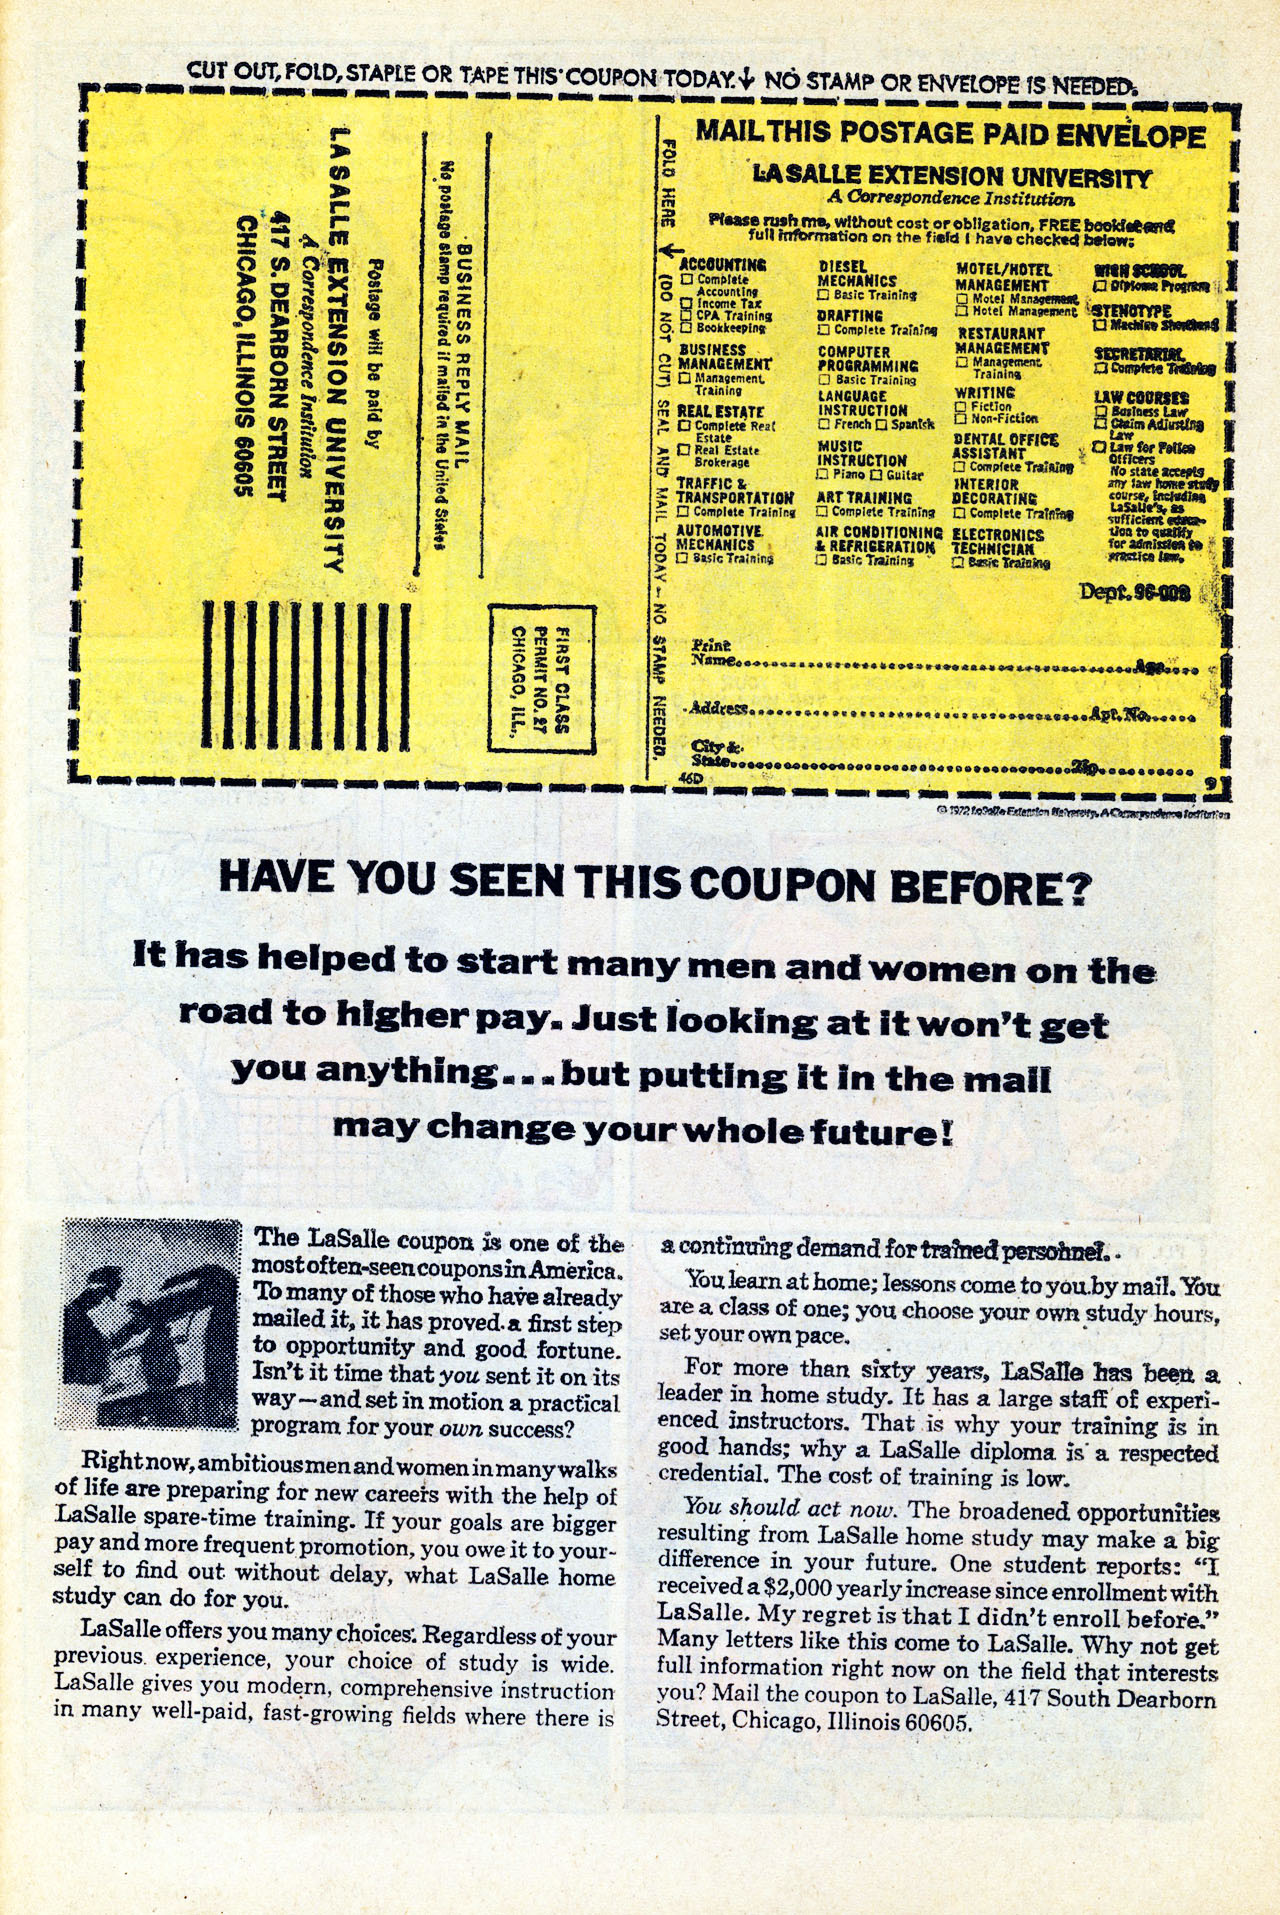 CUT OUT, FOLD, STAPLE OR TAPE THIS COUPON TODAY. ↓ NO STAMP OR ENVELOPE IS NEEDED.
LA SALLE EXTENSION UNIVERSITY
A Correspondence Institution
417 S. DEARBORN STREET
CHICAGO, ILLINOIS 60605
Postage will be paid by
BUSINESS REPLY MAIL
No postage stamp required if mailed in the United States
FIRST CLASS
PERMIT NO. 27
CHICAGO, ILL.
FOLD HERE → (DO NOT CUT) SEAL AND MAIL TODAY – NO STAMP NEEDED.
MAIL THIS POSTAGE PAID ENVELOPE
LA SALLE EXTENSION UNIVERSITY
A Correspondence Institution
Please rush me, without cost or obligation, FREE booklet and
full information on the field I have checked below:
ACCOUNTING
☐ Complete
Accounting
☐ Income Tax
☐ CPA Training
☐ Bookkeeping
BUSINESS
MANAGEMENT
☐ Management
Training
REAL ESTATE
☐ Complete Real
Estate
☐ Real Estate
Brokerage
TRAFFIC &
TRANSPORTATION
☐ Complete Training
AUTOMOTIVE
MECHANICS
☐ Basic Training
DIESEL
MECHANICS
☐ Basic Training
DRAFTING
☐ Complete Training
COMPUTER
PROGRAMMING
☐ Basic Training
LANGUAGE
INSTRUCTION
☐ French ☐ Spanish
MUSIC
INSTRUCTION
☐ Piano ☐ Guitar
ART TRAINING
☐ Complete Training
AIR CONDITIONING
& REFRIGERATION
☐ Basic Training
MOTEL/HOTEL
MANAGEMENT
☐ Motel Management
☐ Hotel Management
RESTAURANT
MANAGEMENT
☐ Management
Training
WRITING
☐ Fiction
☐ Non-Fiction
DENTAL OFFICE
ASSISTANT
☐ Complete Training
INTERIOR
DECORATING
☐ Complete Training
ELECTRONICS
TECHNICIAN
☐ Basic Training
HIGH SCHOOL
☐ Diploma Program
STENOTYPE
☐ Machine Shorthand
SECRETARIAL
☐ Complete Training
LAW COURSES
☐ Business Law
☐ Claim Adjusting
Law
☐ Law for Police
Officers
No state accepts
any law home study
course, including
LaSalle's, as
sufficient educa-
tion to qualify
for admission to
practice law.
Dept. 96-008
Print
Name Age
Address Apt. No.
City &
State Zip
46D 9
© 1972 LaSalle Extension University, A Correspondence Institution
HAVE YOU SEEN THIS COUPON BEFORE?
It has helped to start many men and women on the
road to higher pay. Just looking at it won't get
you anything...but putting it in the mail
may change your whole future!
The LaSalle coupon is one of the
most often-seen coupons in America.
To many of those who have already
mailed it, it has proved a first step
to opportunity and good fortune.
Isn't it time that you sent it on its
way—and set in motion a practical
program for your own success?
Right now, ambitious men and women in many walks
of life are preparing for new careers with the help of
LaSalle spare-time training. If your goals are bigger
pay and more frequent promotion, you owe it to your-
self to find out without delay, what LaSalle home
study can do for you.
LaSalle offers you many choices. Regardless of your
previous experience, your choice of study is wide.
LaSalle gives you modern, comprehensive instruction
in many well-paid, fast-growing fields where there is
a continuing demand for trained personnel.
You learn at home; lessons come to you by mail. You
are a class of one; you choose your own study hours,
set your own pace.
For more than sixty years, LaSalle has been a
leader in home study. It has a large staff of experi-
enced instructors. That is why your training is in
good hands; why a LaSalle diploma is a respected
credential. The cost of training is low.
You should act now. The broadened opportunities
resulting from LaSalle home study may make a big
difference in your future. One student reports: "I
received a $2,000 yearly increase since enrollment with
LaSalle. My regret is that I didn't enroll before."
Many letters like this come to LaSalle. Why not get
full information right now on the field that interests
you? Mail the coupon to LaSalle, 417 South Dearborn
Street, Chicago, Illinois 60605.